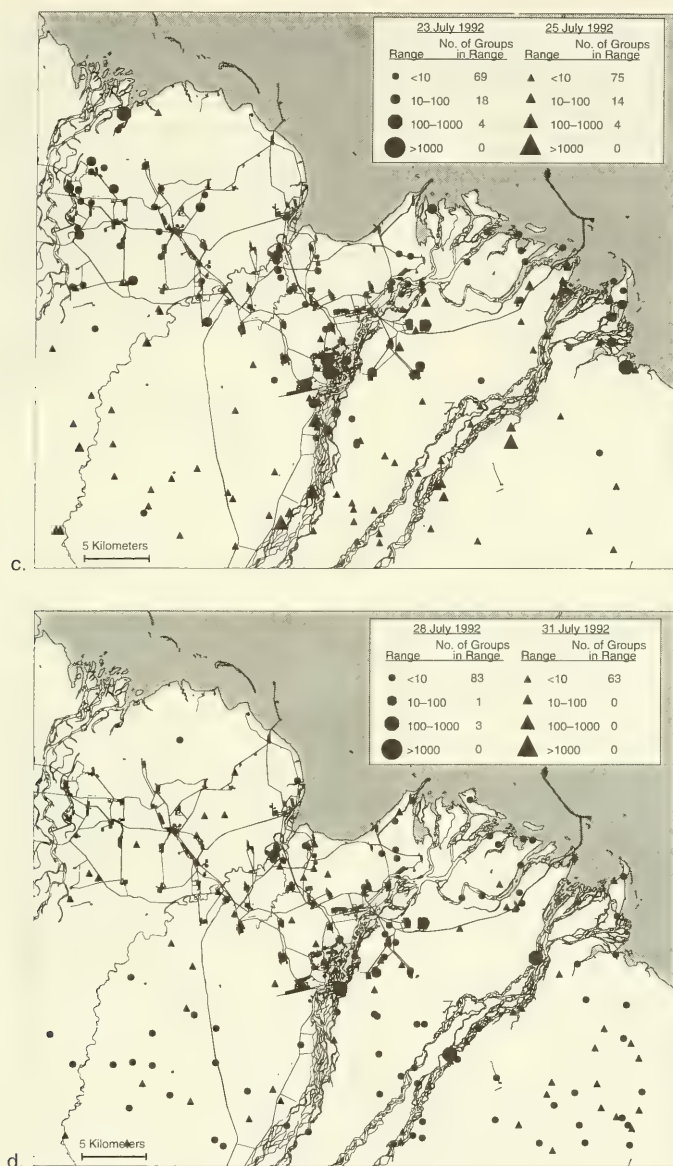 23 July 1992 25 July 1992
No. of Groups No. of Groups
Range in Range Range in Range
<10 69 <10 75
10–100 18 10–100 14
100–1000 4 100–1000 4
>1000 0 >1000 0
5 Kilometers
c.
28 July 1992 31 July 1992
No. of Groups No. of Groups
Range in Range Range in Range
<10 83 <10 63
10–100 1 10–100 0
100–1000 3 100–1000 0
>1000 0 >1000 0
5 Kilometers
d.